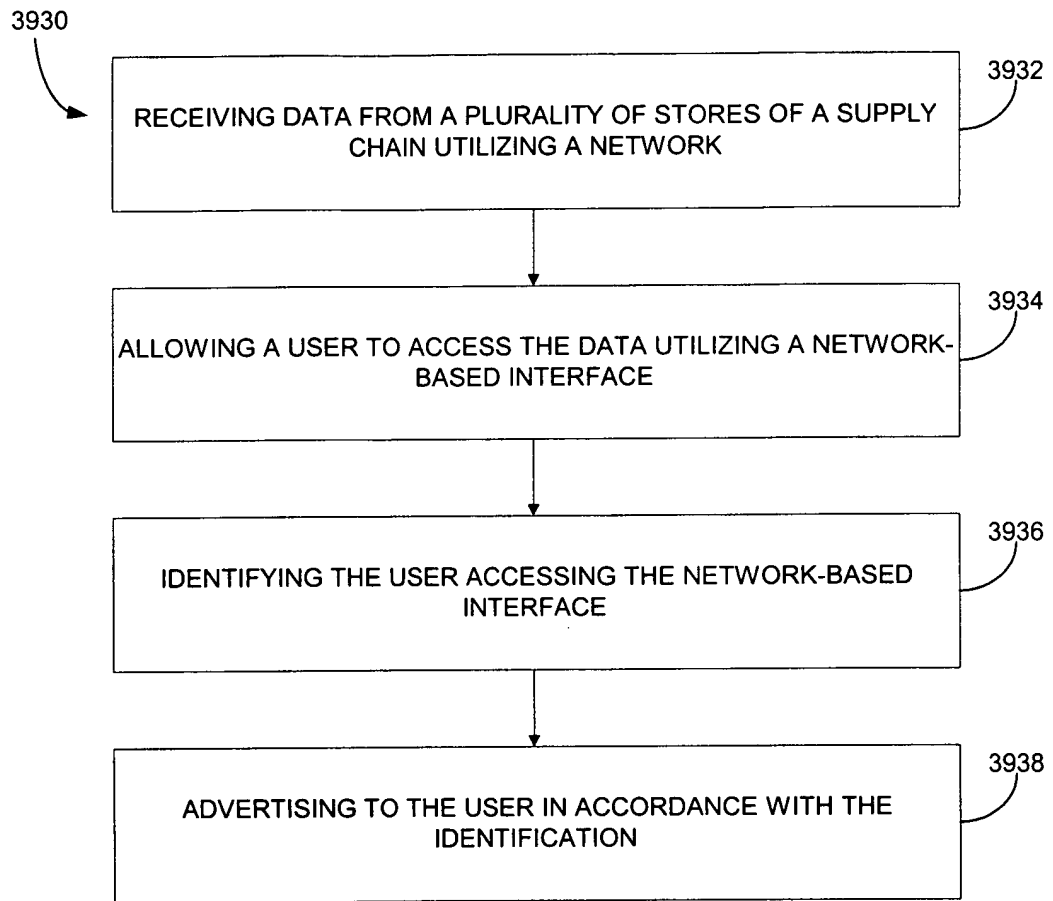 3930
3932
RECEIVING DATA FROM A PLURALITY OF STORES OF A SUPPLY
CHAIN UTILIZING A NETWORK
3934
ALLOWING A USER TO ACCESS THE DATA UTILIZING A NETWORK-
BASED INTERFACE
3936
IDENTIFYING THE USER ACCESSING THE NETWORK-BASED
INTERFACE
3938
ADVERTISING TO THE USER IN ACCORDANCE WITH THE
IDENTIFICATION